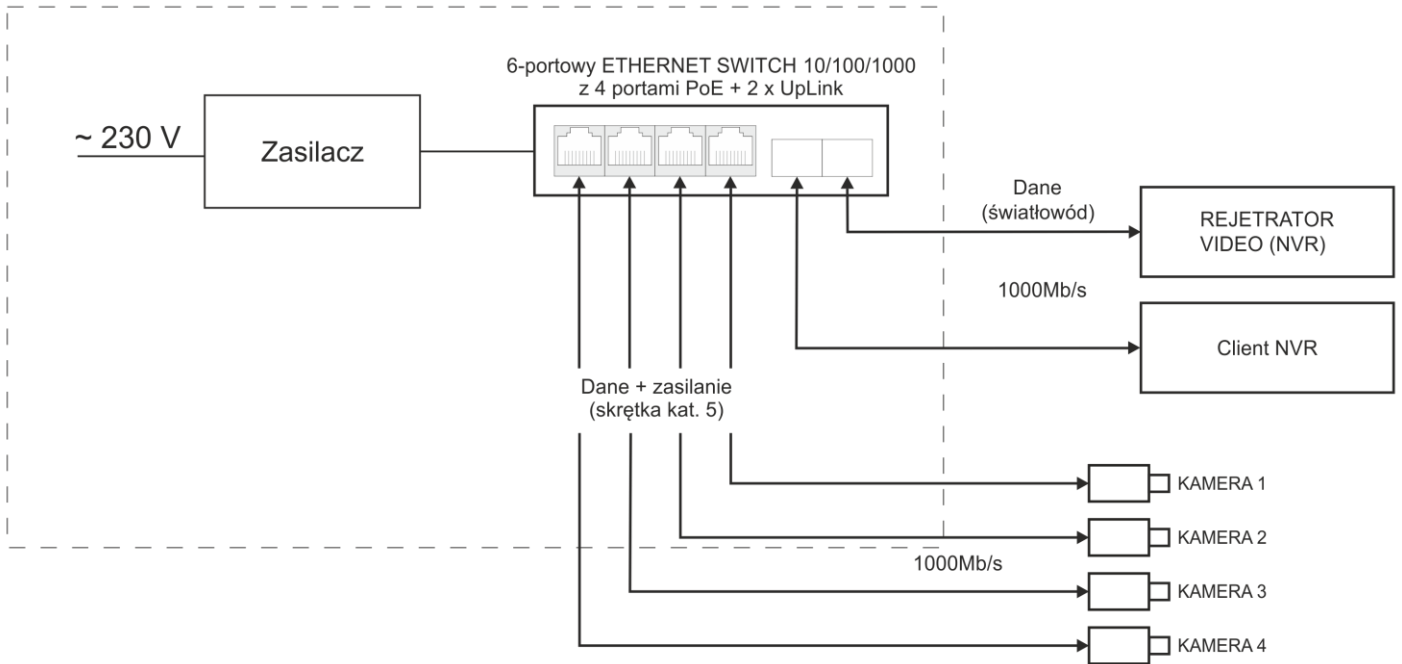 6-portowy ETHERNET SWITCH 10/100/1000
z 4 portami PoE + 2 x UpLink
~ 230 V
Zasilacz
Dane
(światłowód)
REJETRATOR
VIDEO (NVR)
1000Mb/s
Client NVR
Dane + zasilanie
(skrętka kat. 5)
KAMERA 1
KAMERA 2
1000Mb/s
KAMERA 3
KAMERA 4